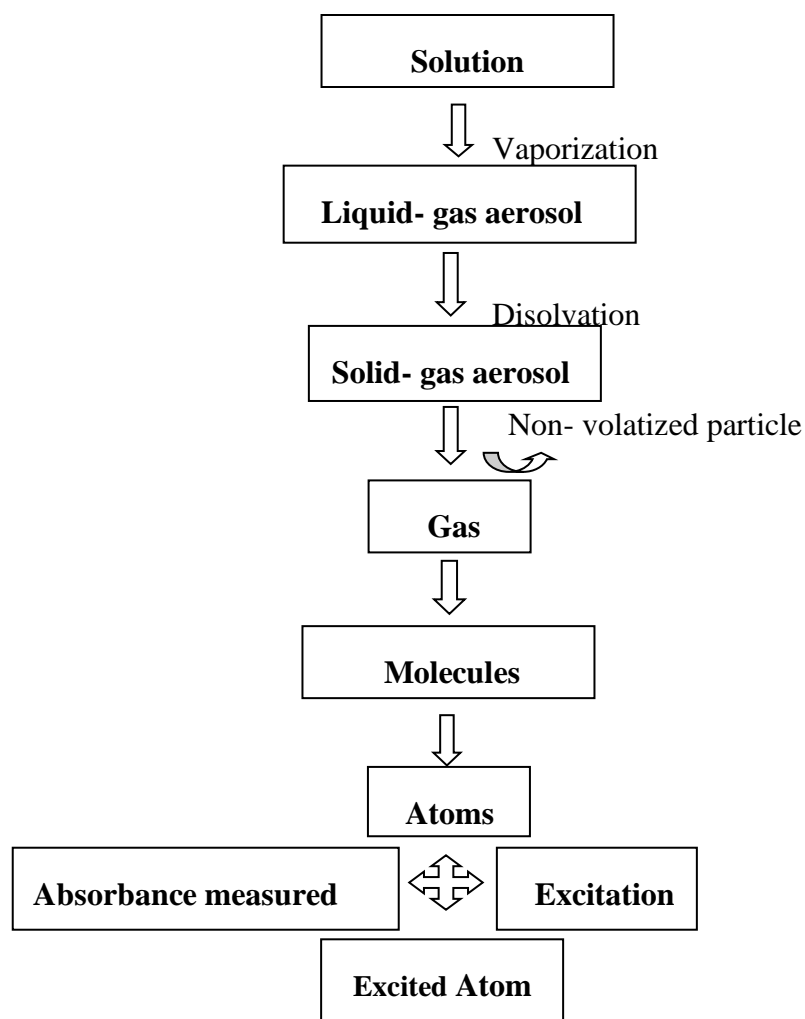 Solution
Vaporization
Liquid- gas aerosol
Disolvation
Solid- gas aerosol
Non- volatized particle
Gas
Molecules
Atoms
Absorbance measured
Excitation
Excited Atom